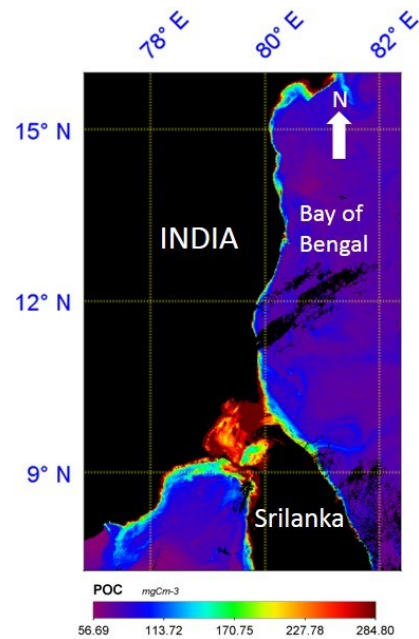 78° E
80° E
82° E
15° N
12° N
9° N
N
INDIA
Bay of
Bengal
Srilanka
POC mgCm-3
56.69 113.72 170.75 227.78 284.80